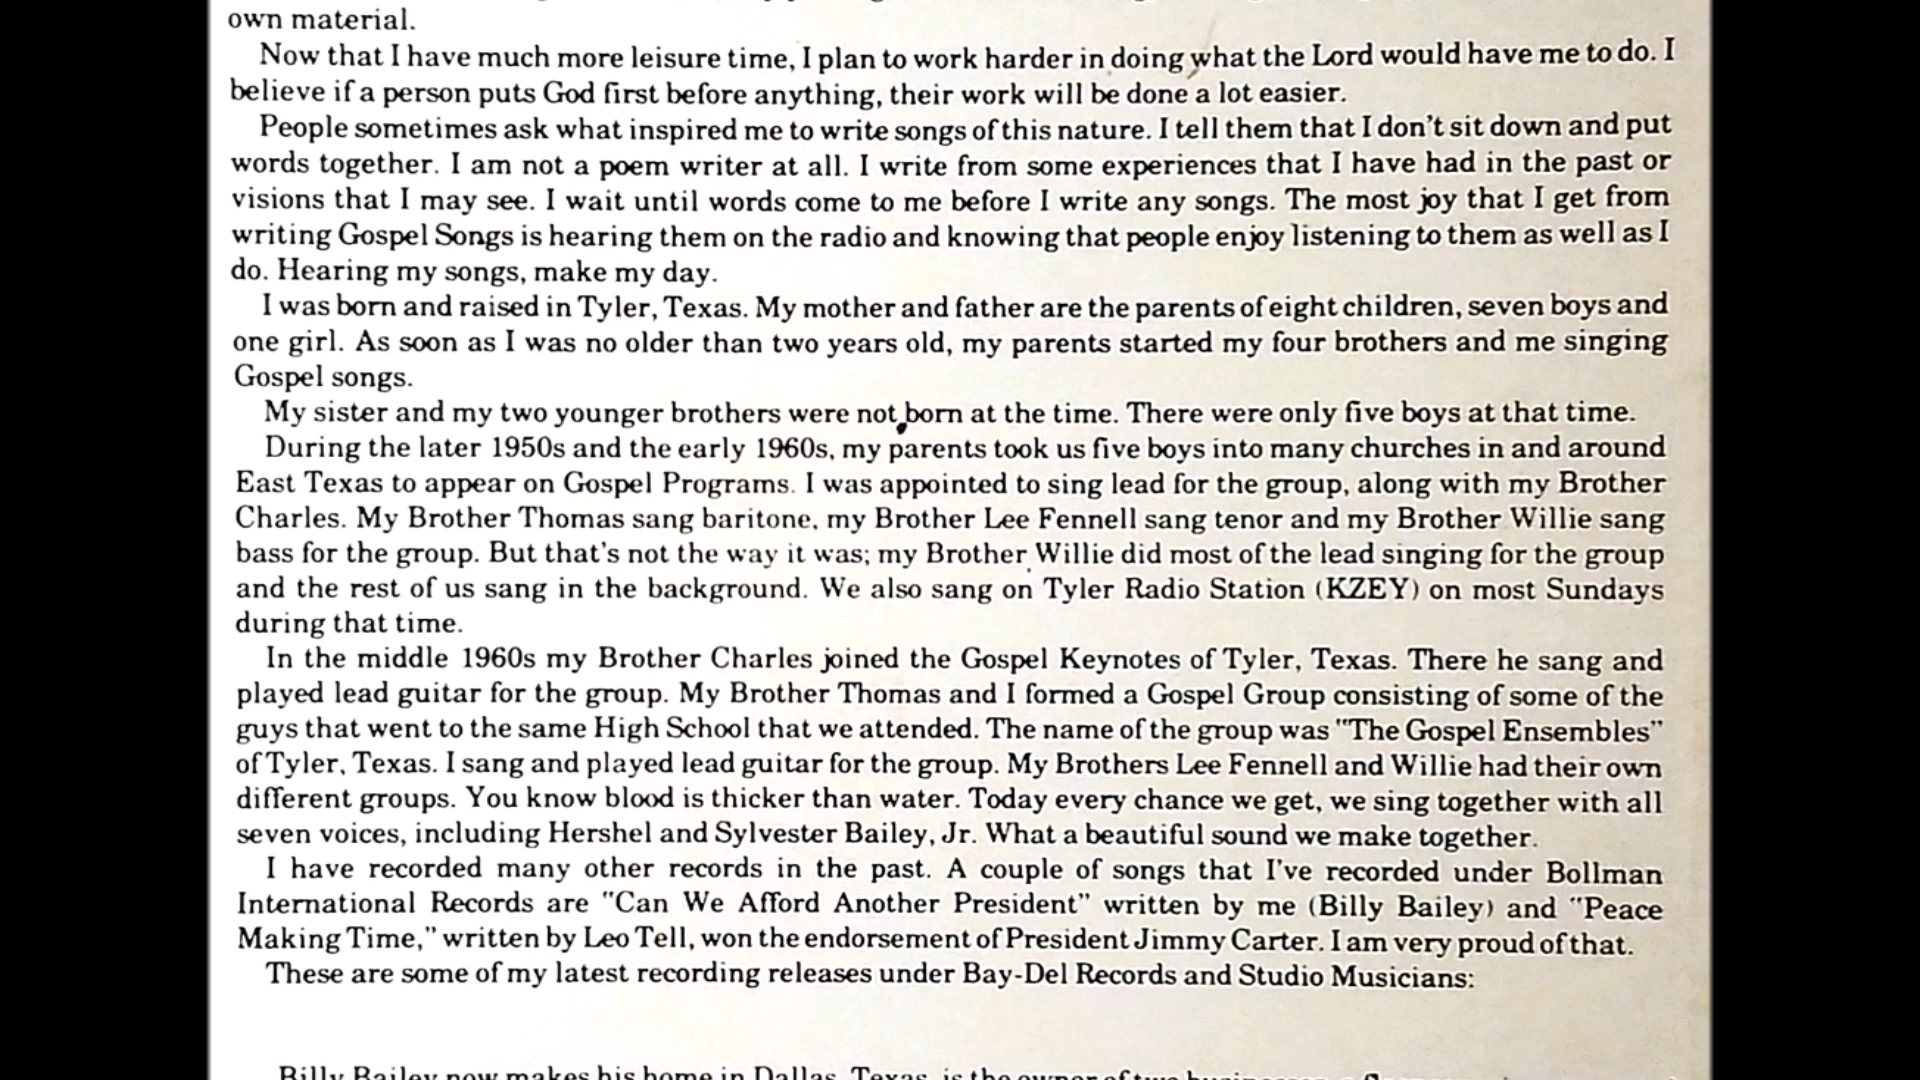 own material.
Now that I have much more leisure time, I plan to work harder in doing what the Lord would have me to do. I
believe if a person puts God first before anything, their work will be done a lot easier.
People sometimes ask what inspired me to write songs of this nature. I tell them that I don't sit down and put
words together. I am not a poem writer at all. I write from some experiences that I have had in the past or
visions that I may see. I wait until words come to me before I write any songs. The most joy that I get from
writing Gospel Songs is hearing them on the radio and knowing that people enjoy listening to them as well as I
do. Hearing my songs, make my day.
I was born and raised in Tyler, Texas. My mother and father are the parents of eight children, seven boys and
one girl. As soon as I was no older than two years old, my parents started my four brothers and me singing
Gospel songs.
My sister and my two younger brothers were not born at the time. There were only five boys at that time.
During the later 1950s and the early 1960s, my parents took us five boys into many churches in and around
East Texas to appear on Gospel Programs. I was appointed to sing lead for the group, along with my Brother
Charles. My Brother Thomas sang baritone, my Brother Lee Fennell sang tenor and my Brother Willie sang
bass for the group. But that's not the way it was; my Brother Willie did most of the lead singing for the group
and the rest of us sang in the background. We also sang on Tyler Radio Station (KZEY) on most Sundays
during that time.
In the middle 1960s my Brother Charles joined the Gospel Keynotes of Tyler, Texas. There he sang and
played lead guitar for the group. My Brother Thomas and I formed a Gospel Group consisting of some of the
guys that went to the same High School that we attended. The name of the group was "The Gospel Ensembles"
of Tyler, Texas. I sang and played lead guitar for the group. My Brothers Lee Fennell and Willie had their own
different groups. You know blood is thicker than water. Today every chance we get, we sing together with all
seven voices, including Hershel and Sylvester Bailey, Jr. What a beautiful sound we make together.
I have recorded many other records in the past. A couple of songs that I've recorded under Bollman
International Records are "Can We Afford Another President" written by me (Billy Bailey) and "Peace
Making Time," written by Leo Tell, won the endorsement of President Jimmy Carter. I am very proud of that.
These are some of my latest recording releases under Bay-Del Records and Studio Musicians:
Billy Bailey now makes his home in Dallas, Texas, is the owner of two